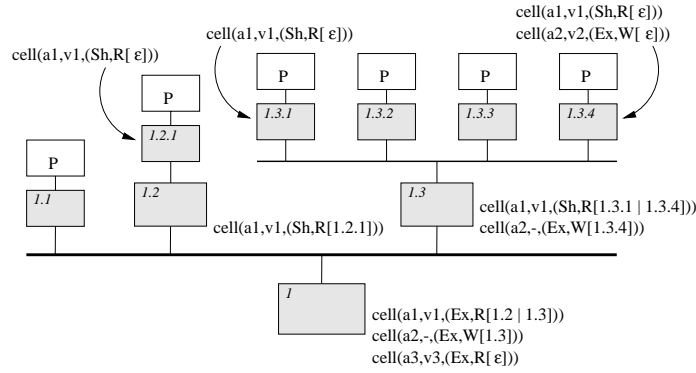 cell(a1,v1,(Sh,R[ ε]))
cell(a2,v2,(Ex,W[ ε]))
cell(a1,v1,(Sh,R[ ε]))
cell(a1,v1,(Sh,R[ ε]))
P
P
P
P
P
1.3.1
1.3.2
1.3.3
1.3.4
1.2.1
P
1.1
1.2
1.3
cell(a1,v1,(Sh,R[1.2.1]))
cell(a1,v1,(Sh,R[1.3.1 | 1.3.4]))
cell(a2,-,(Ex,W[1.3.4]))
1
cell(a1,v1,(Ex,R[1.2 | 1.3]))
cell(a2,-,(Ex,W[1.3]))
cell(a3,v3,(Ex,R[ ε]))